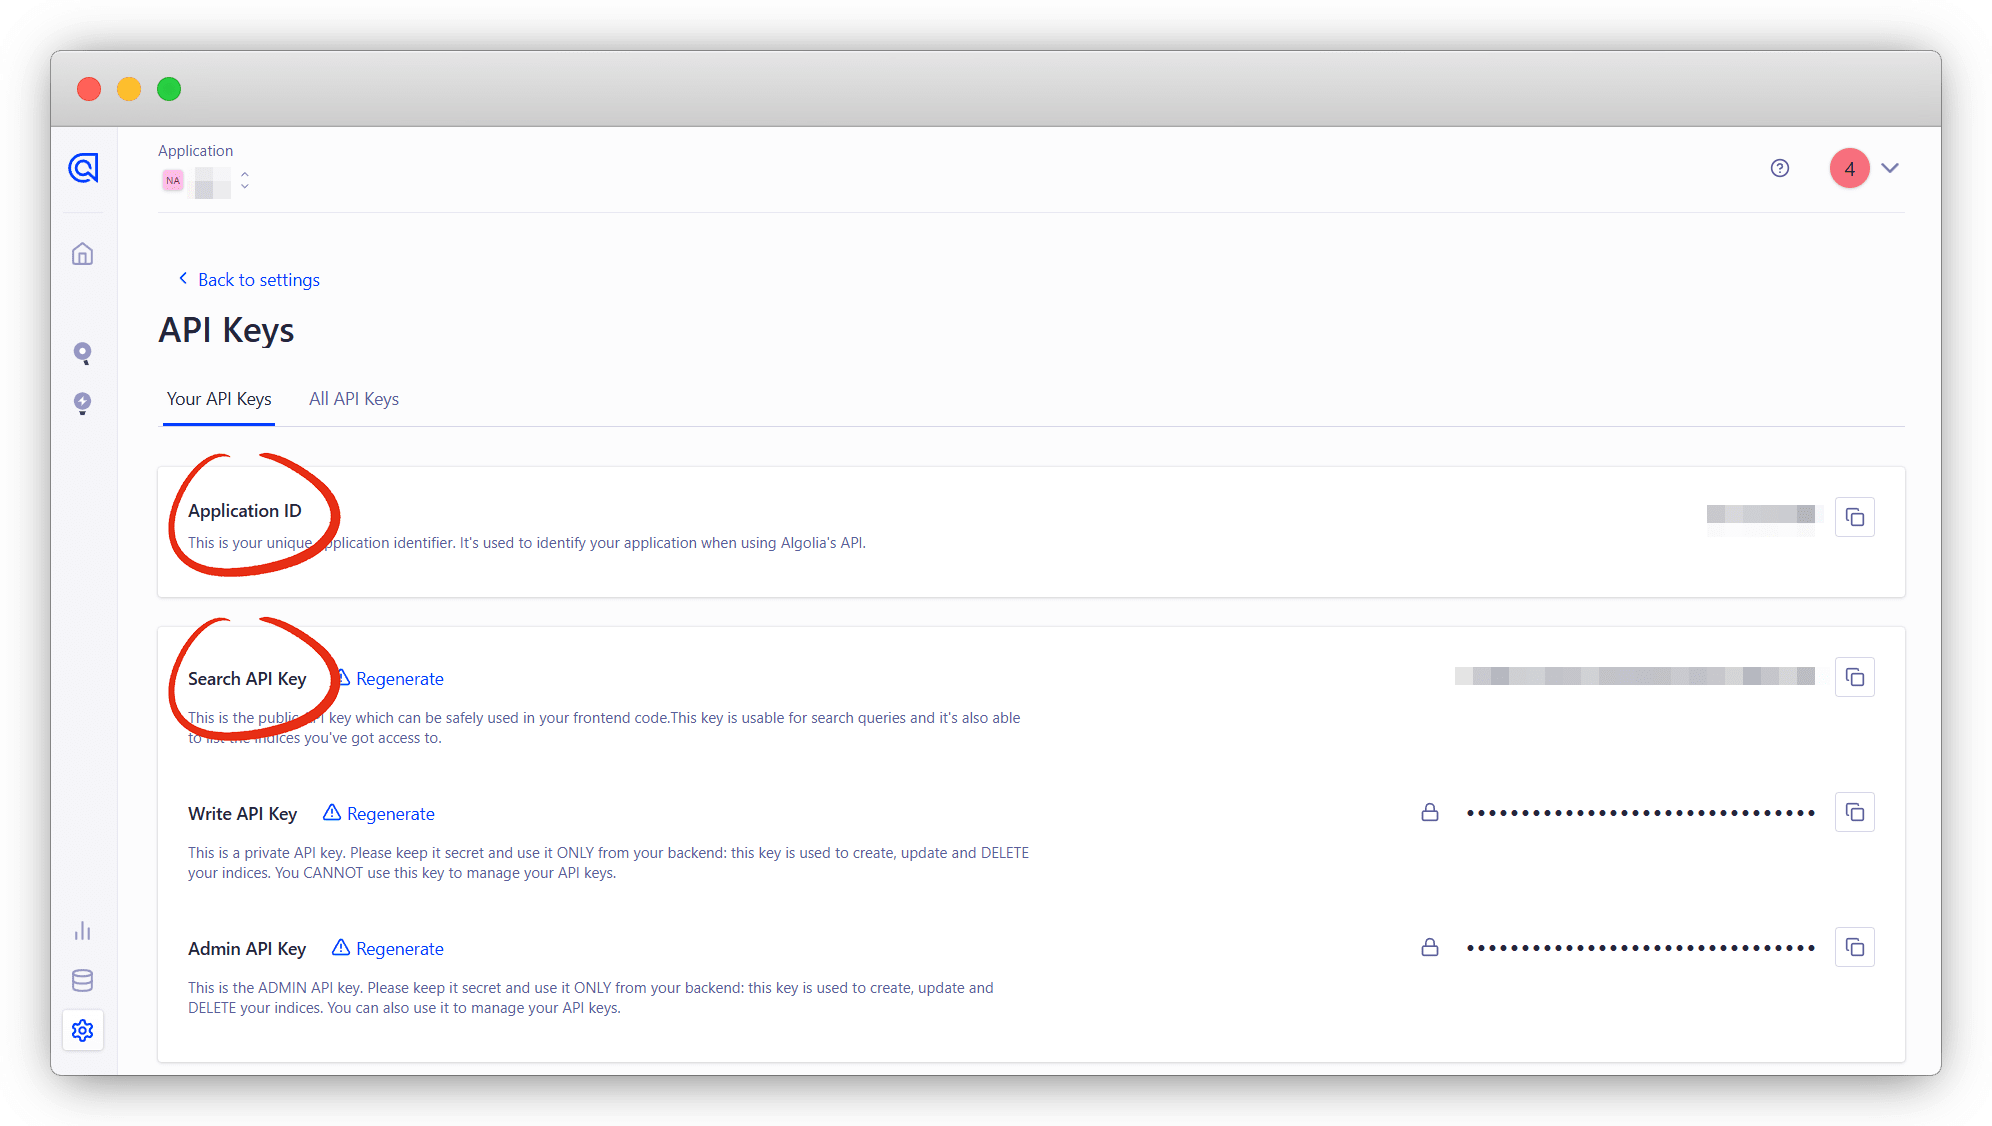 Application
NA
4
Back to settings
API Keys
Your API Keys
All API Keys
Application ID
This is your unique application identifier. It's used to identify your application when using Algolia's API.
Search API Key
Regenerate
This is the public API key which can be safely used in your frontend code.This key is usable for search queries and it's also able
to list the indices you've got access to.
Write API Key
Regenerate
This is a private API key. Please keep it secret and use it ONLY from your backend: this key is used to create, update and DELETE
your indices. You CANNOT use this key to manage your API keys.
Admin API Key
Regenerate
This is the ADMIN API key. Please keep it secret and use it ONLY from your backend: this key is used to create, update and
DELETE your indices. You can also use it to manage your API keys.